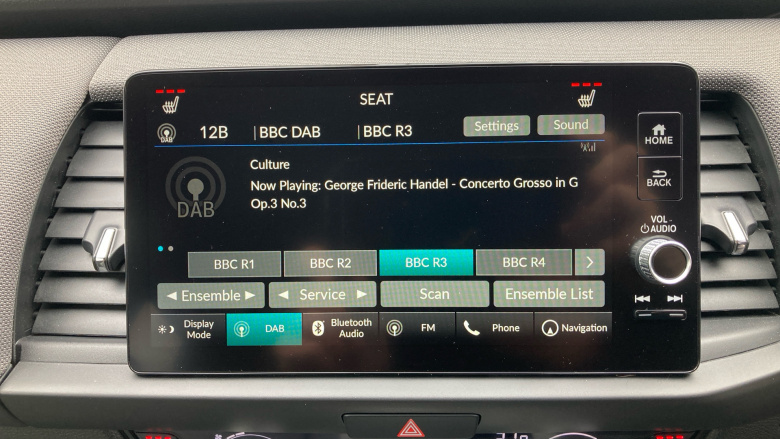 SEAT
DAB 12B | BBC DAB | BBC R3 Settings Sound
HOME
BACK
DAB
Culture
Now Playing: George Frideric Handel - Concerto Grosso in G
Op.3 No.3
VOL
AUDIO
BBC R1 BBC R2 BBC R3 BBC R4 >
◄ Ensemble ► ◄ Service ► Scan Ensemble List
Display Mode DAB Bluetooth Audio FM Phone Navigation